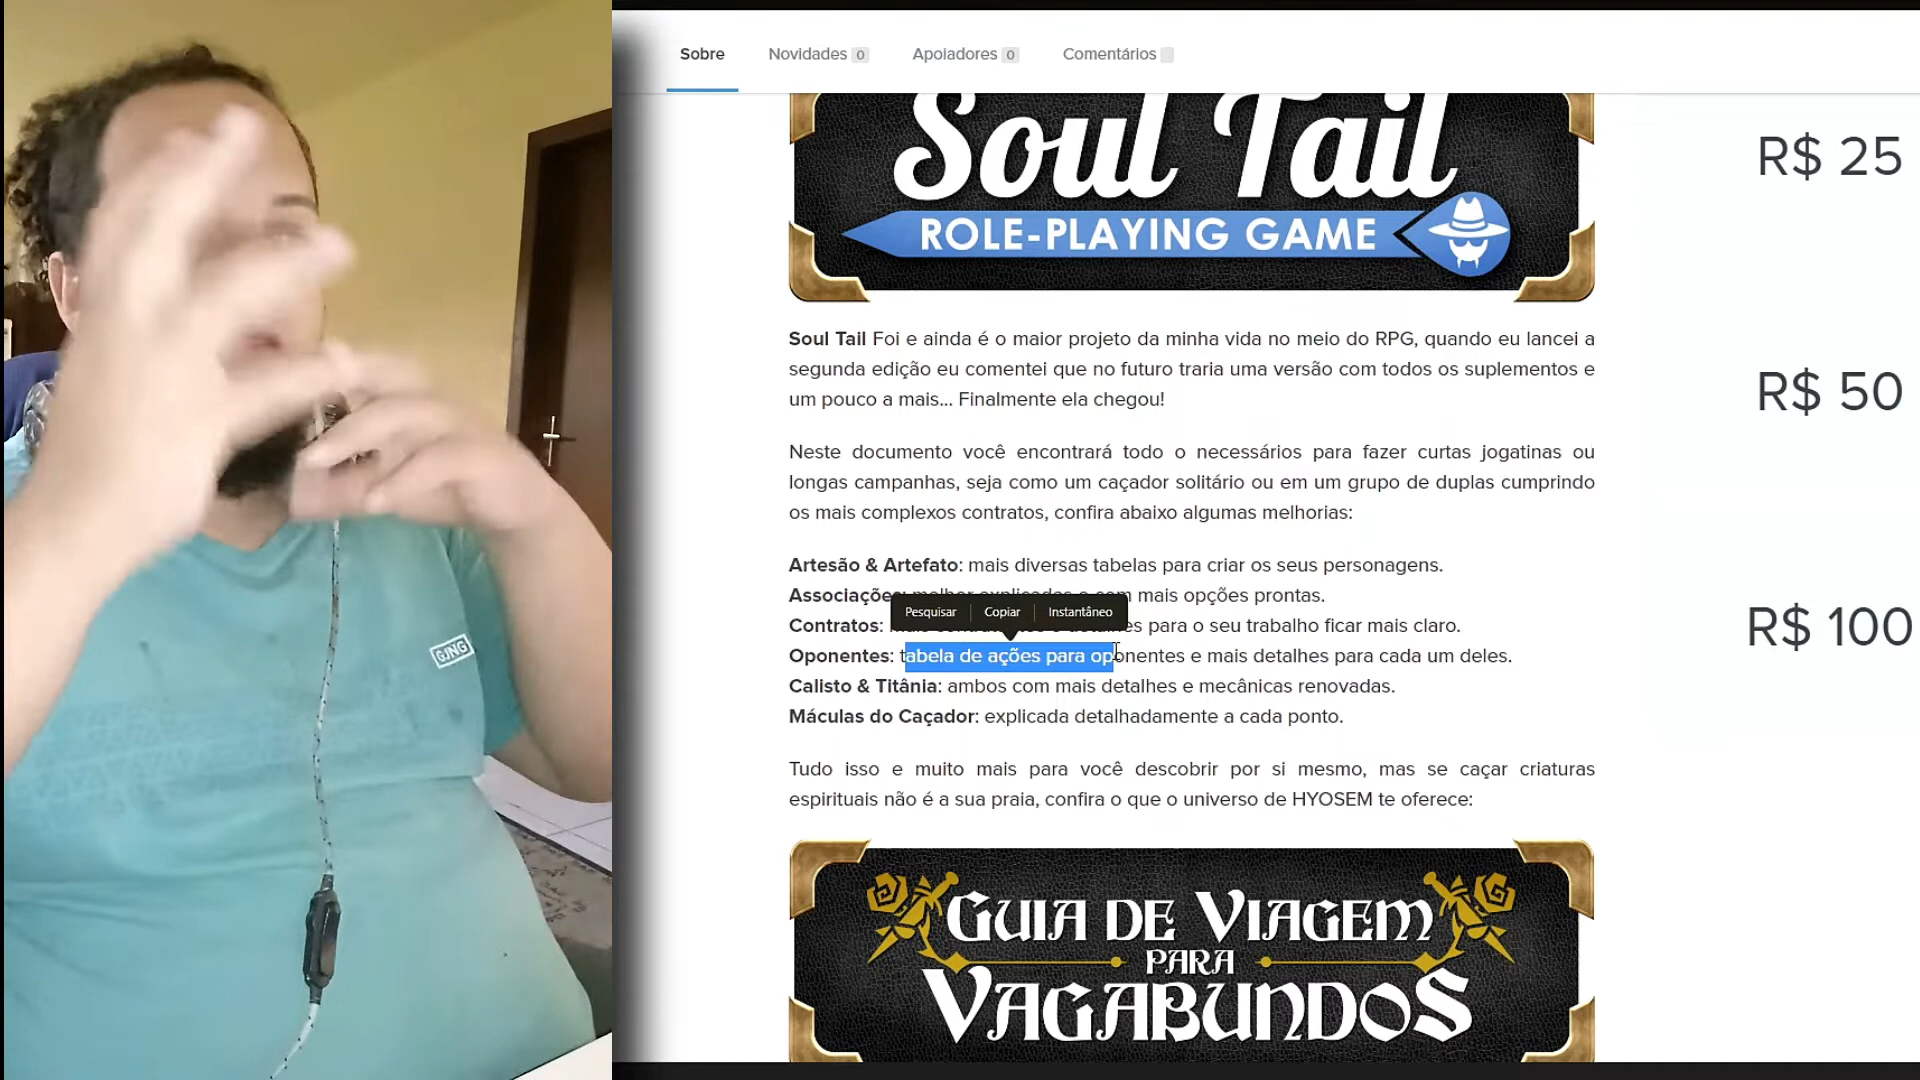 Sobre
Novidades 0
Apoiadores 0
Comentários
Soul Tail
ROLE-PLAYING GAME
R$ 25
R$ 50
R$ 100
Soul Tail Foi e ainda é o maior projeto da minha vida no meio do RPG, quando eu lancei a
segunda edição eu comentei que no futuro traria uma versão com todos os suplementos e
um pouco a mais... Finalmente ela chegou!
Neste documento você encontrará todo o necessários para fazer curtas jogatinas ou
longas campanhas, seja como um caçador solitário ou em um grupo de duplas cumprindo
os mais complexos contratos, confira abaixo algumas melhorias:
Artesão & Artefato: mais diversas tabelas para criar os seus personagens.
Associações: mais opções prontas.
Pesquisar Copiar Instantâneo
Contratos: para o seu trabalho ficar mais claro.
Oponentes: tabela de ações para oponentes e mais detalhes para cada um deles.
Calisto & Titânia: ambos com mais detalhes e mecânicas renovadas.
Máculas do Caçador: explicada detalhadamente a cada ponto.
Tudo isso e muito mais para você descobrir por si mesmo, mas se caçar criaturas
espirituais não é a sua praia, confira o que o universo de HYOSEM te oferece:
GUIA DE VIAGEM
PARA
VAGABUNDOS
GJNG